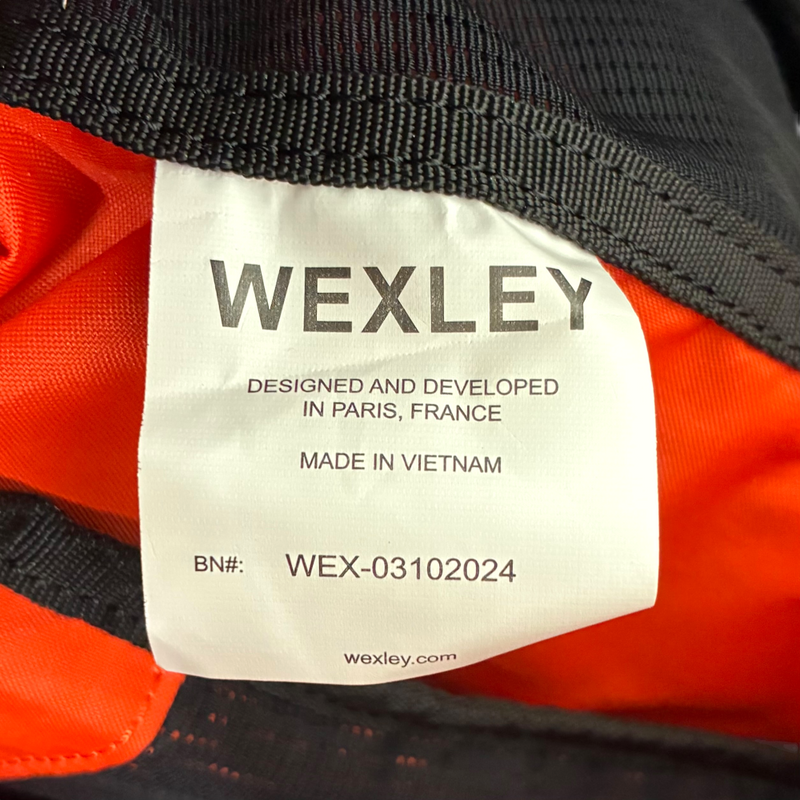 WEXLEY
DESIGNED AND DEVELOPED
IN PARIS, FRANCE
MADE IN VIETNAM
BN#: WEX-03102024
wexley.com